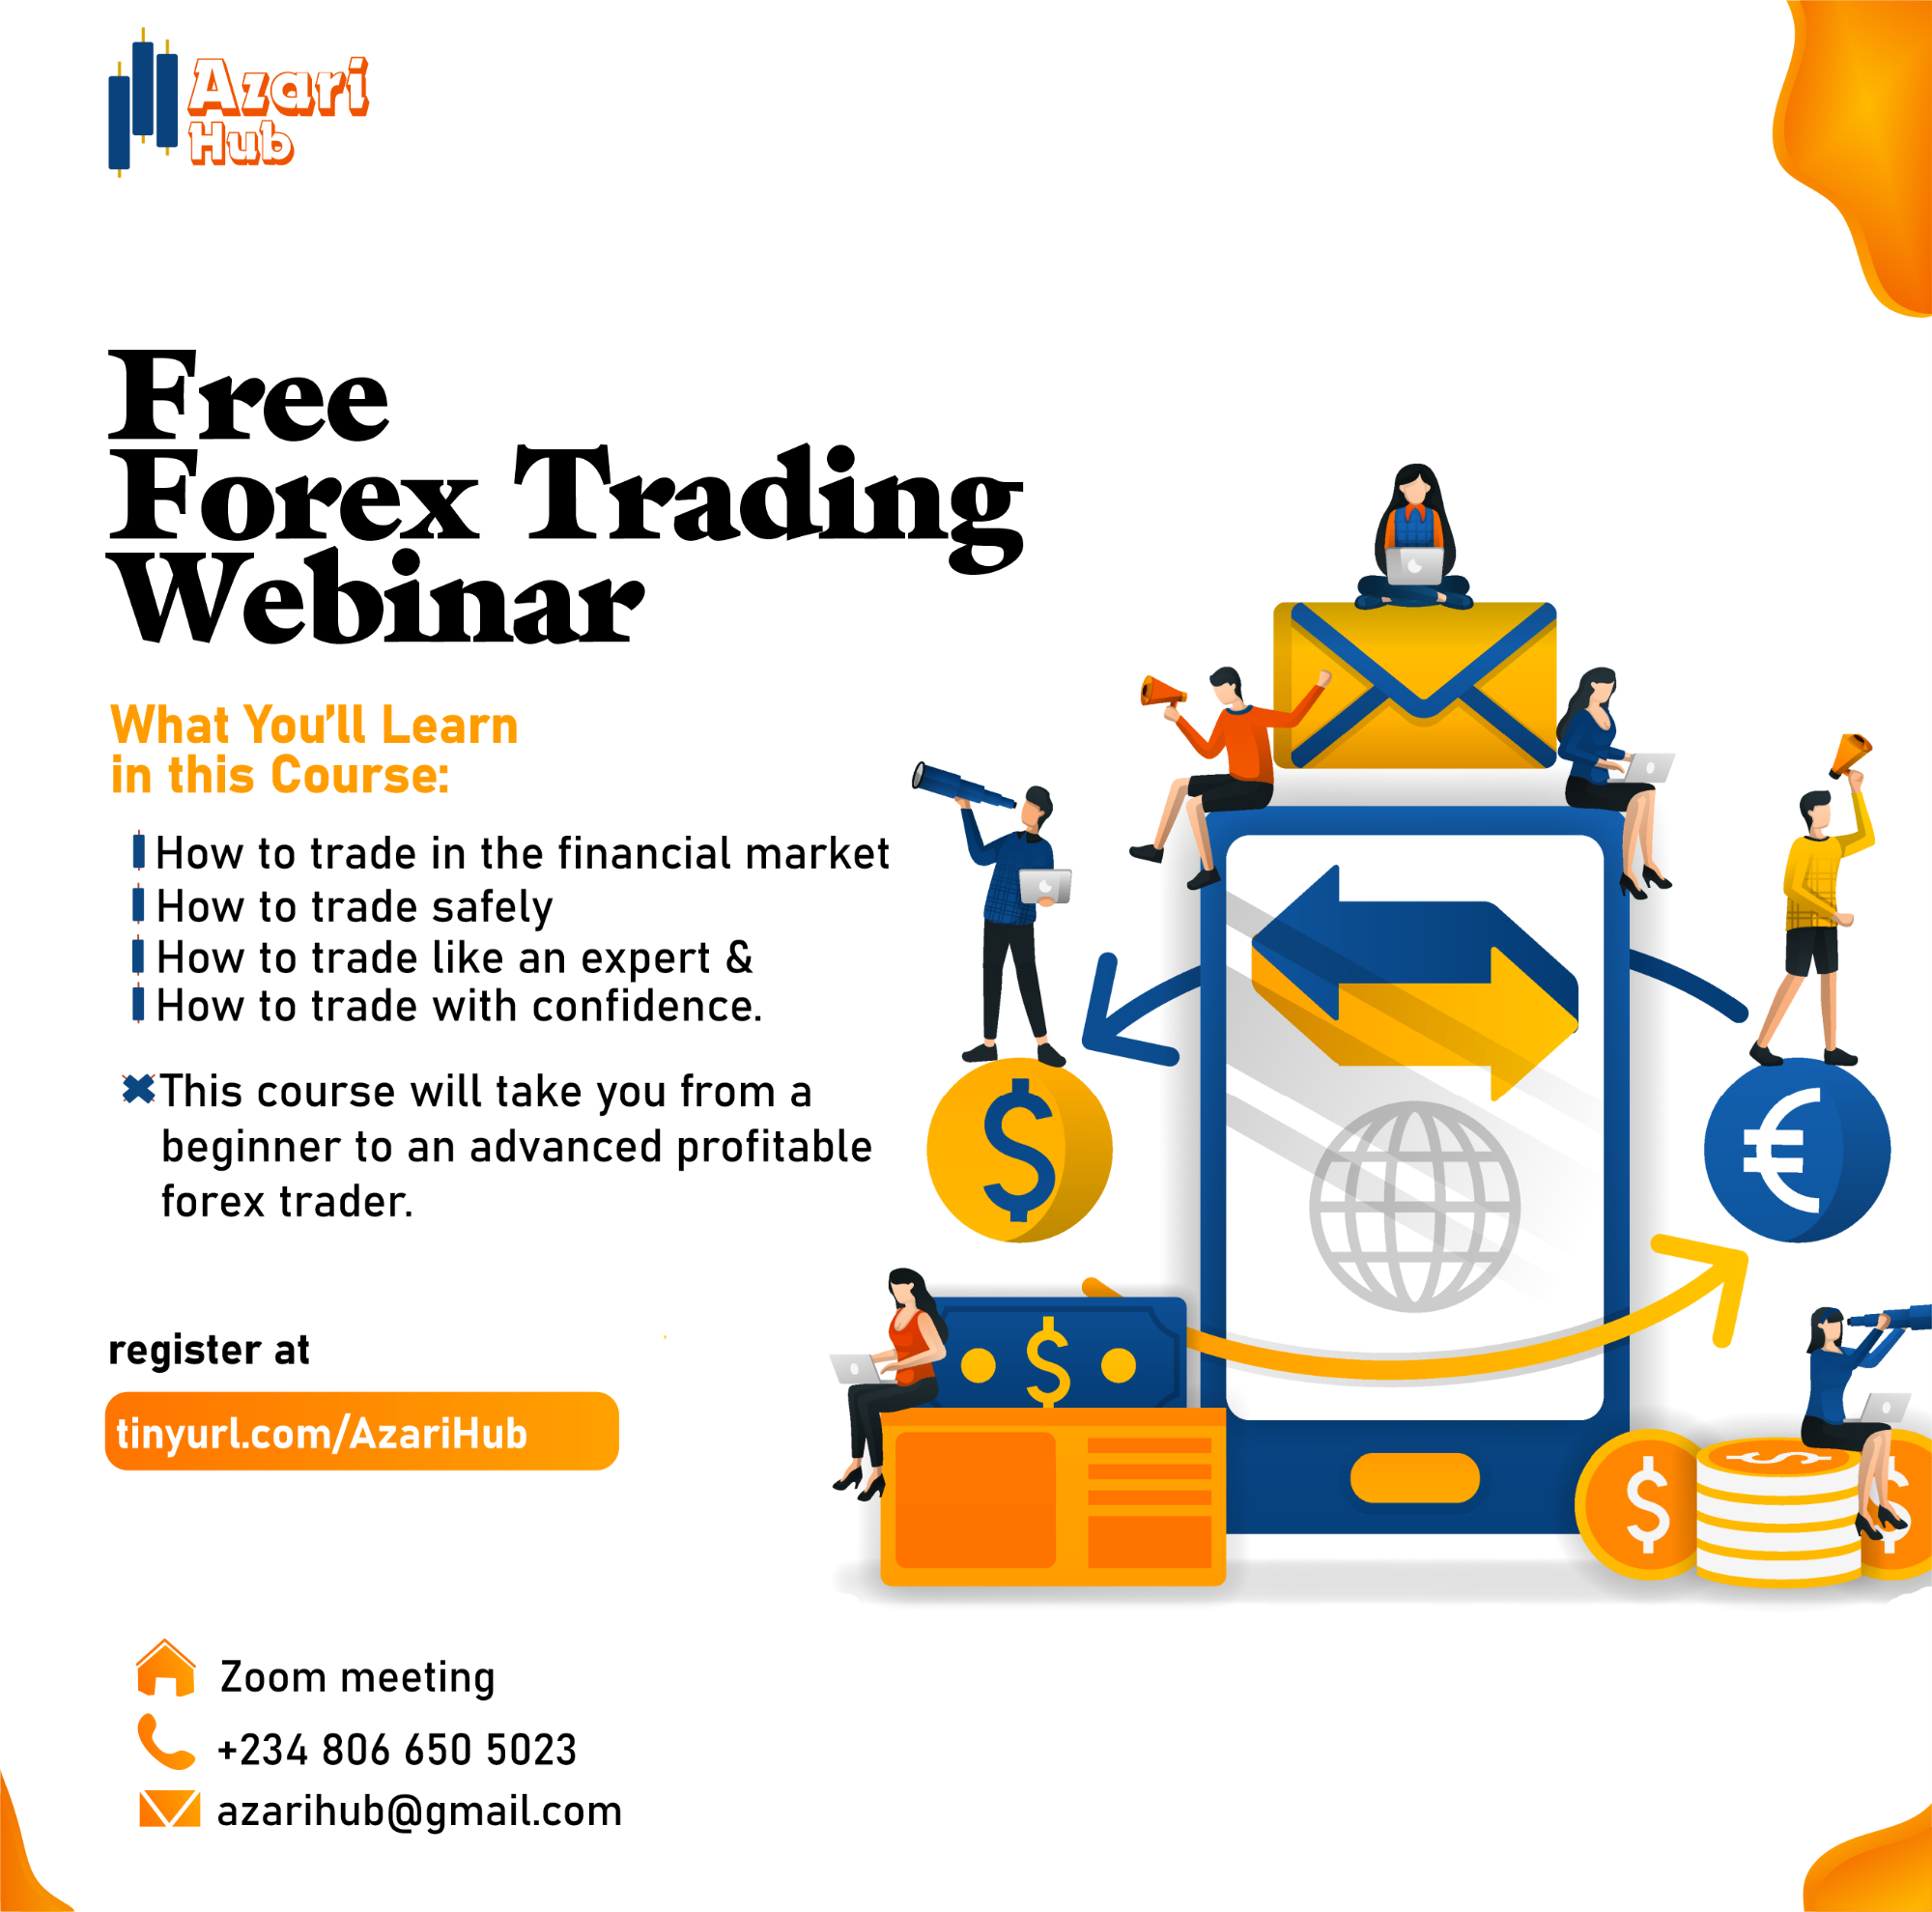 Azari
Hub
Free
Forex Trading
Webinar
What You'll Learn
in this Course:
How to trade in the financial market
How to trade safely
How to trade like an expert &
How to trade with confidence.
This course will take you from a
beginner to an advanced profitable
forex trader.
register at
tinyurl.com/AzariHub
Zoom meeting
+234 806 650 5023
azarihub@gmail.com
$
€
$
$
$
$